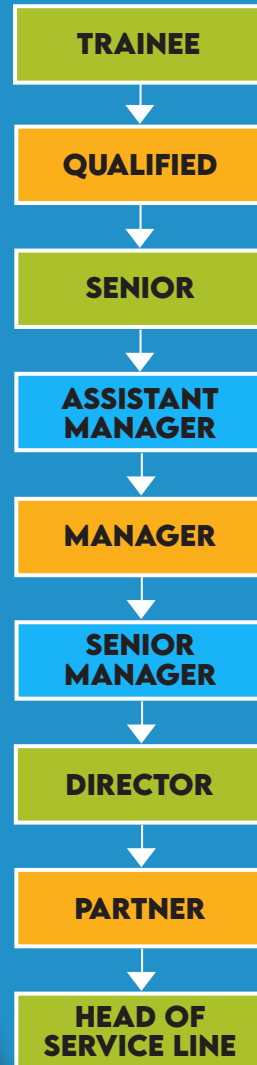 TRAINEE
QUALIFIED
SENIOR
ASSISTANT
MANAGER
MANAGER
SENIOR
MANAGER
DIRECTOR
PARTNER
HEAD OF
SERVICE LINE